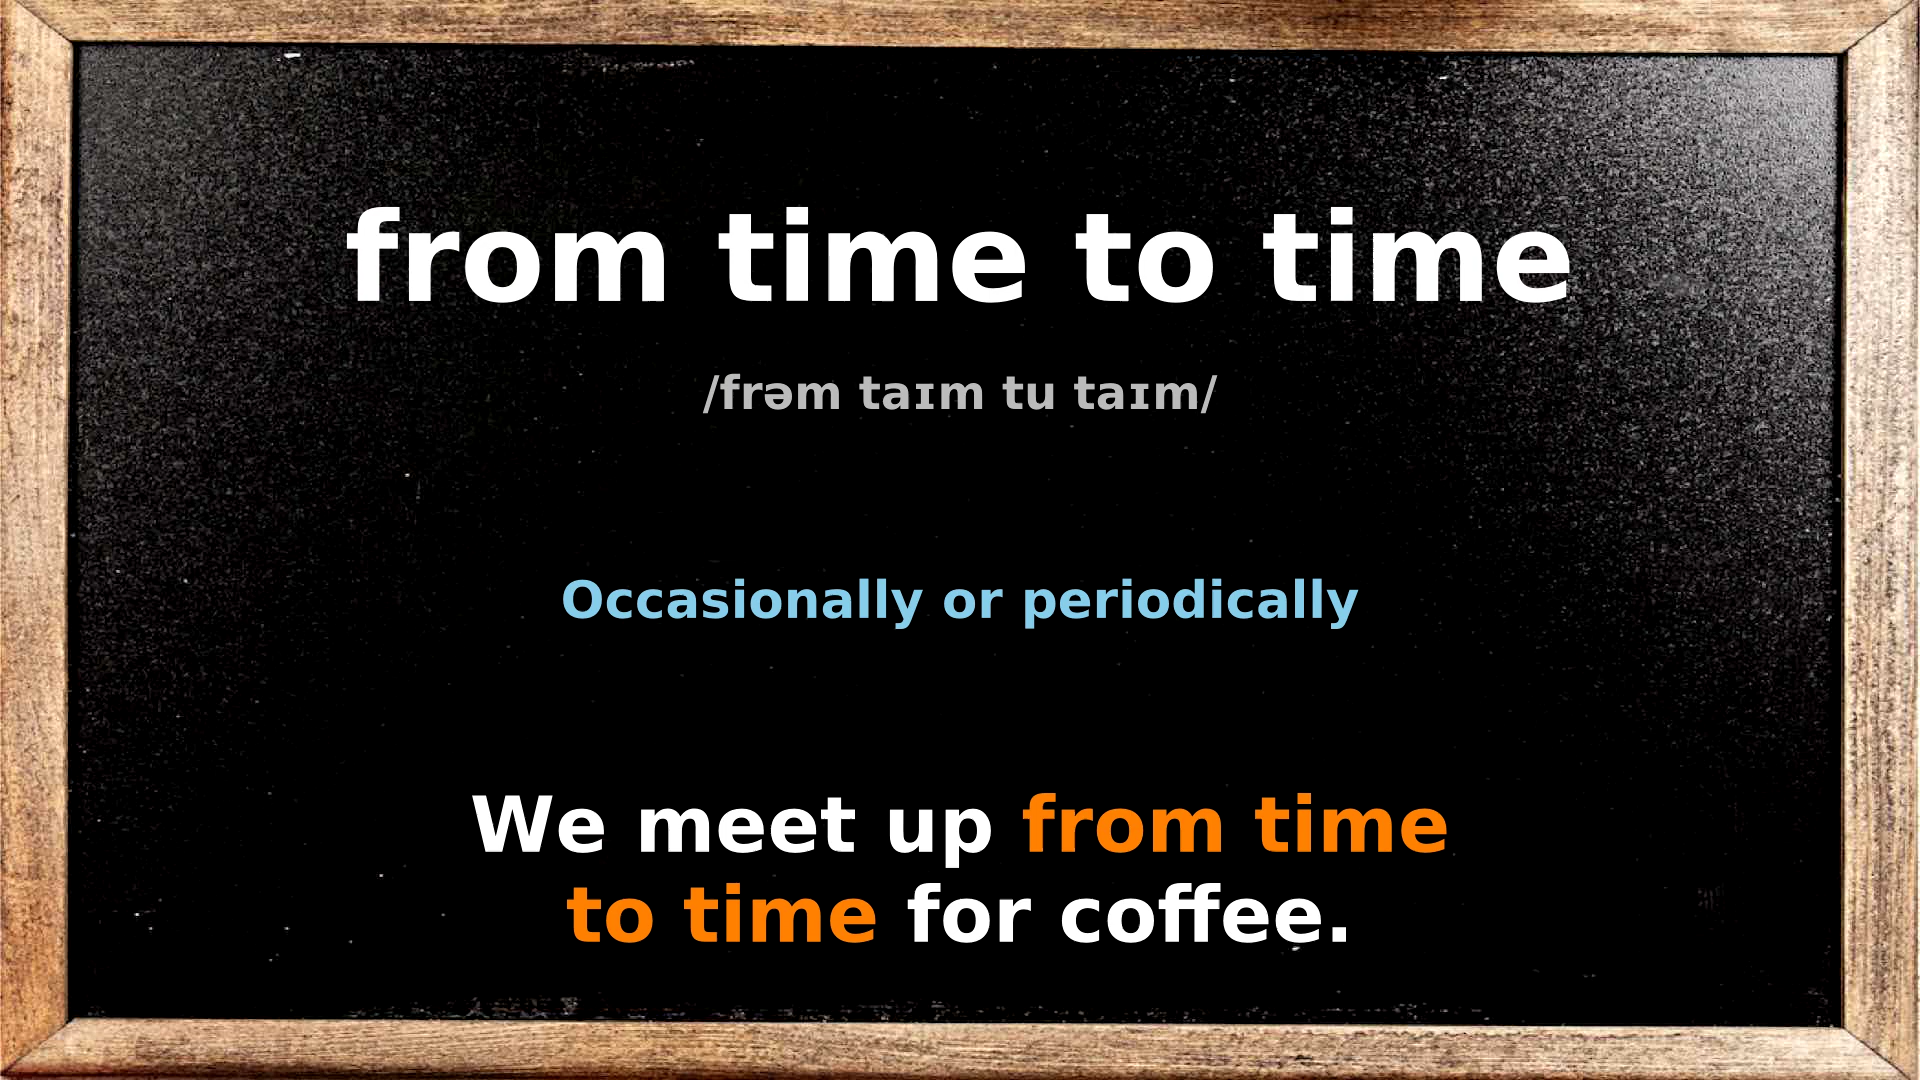 from time to time
/frəm taɪm tu taɪm/
Occasionally or periodically
We meet up from time
to time for coffee.